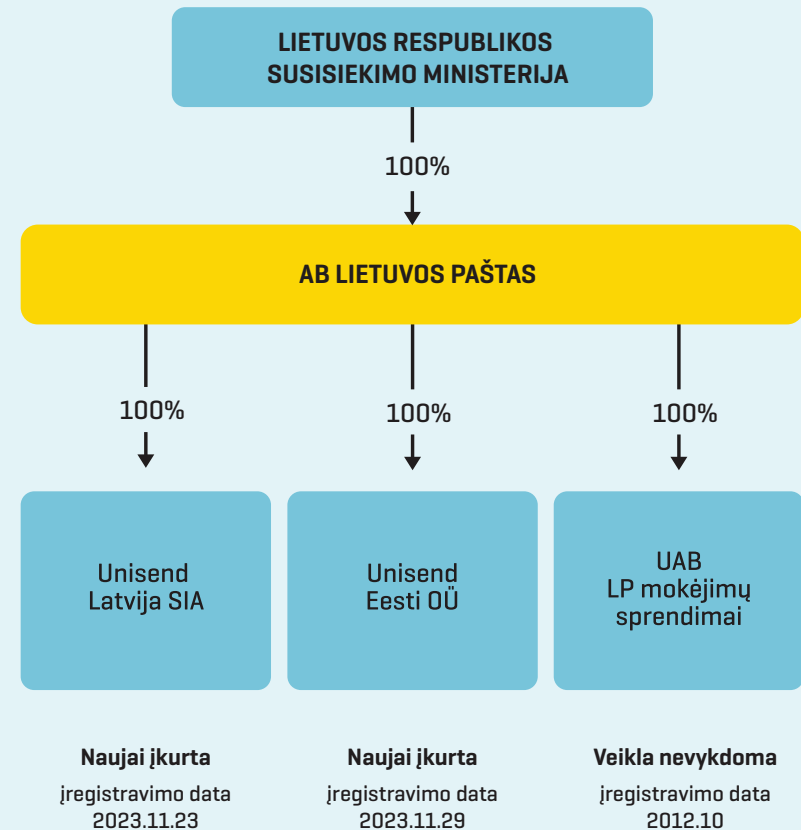 LIETUVOS RESPUBLIKOS
SUSISIEKIMO MINISTERIJA
100%
AB LIETUVOS PAŠTAS
100%
100%
100%
Unisend
Latvija SIA
Unisend
Eesti OÜ
UAB
LP mokėjimų
sprendimai
Naujai įkurta
įregistravimo data
2023.11.23
Naujai įkurta
įregistravimo data
2023.11.29
Veikla nevykdoma
įregistravimo data
2012.10